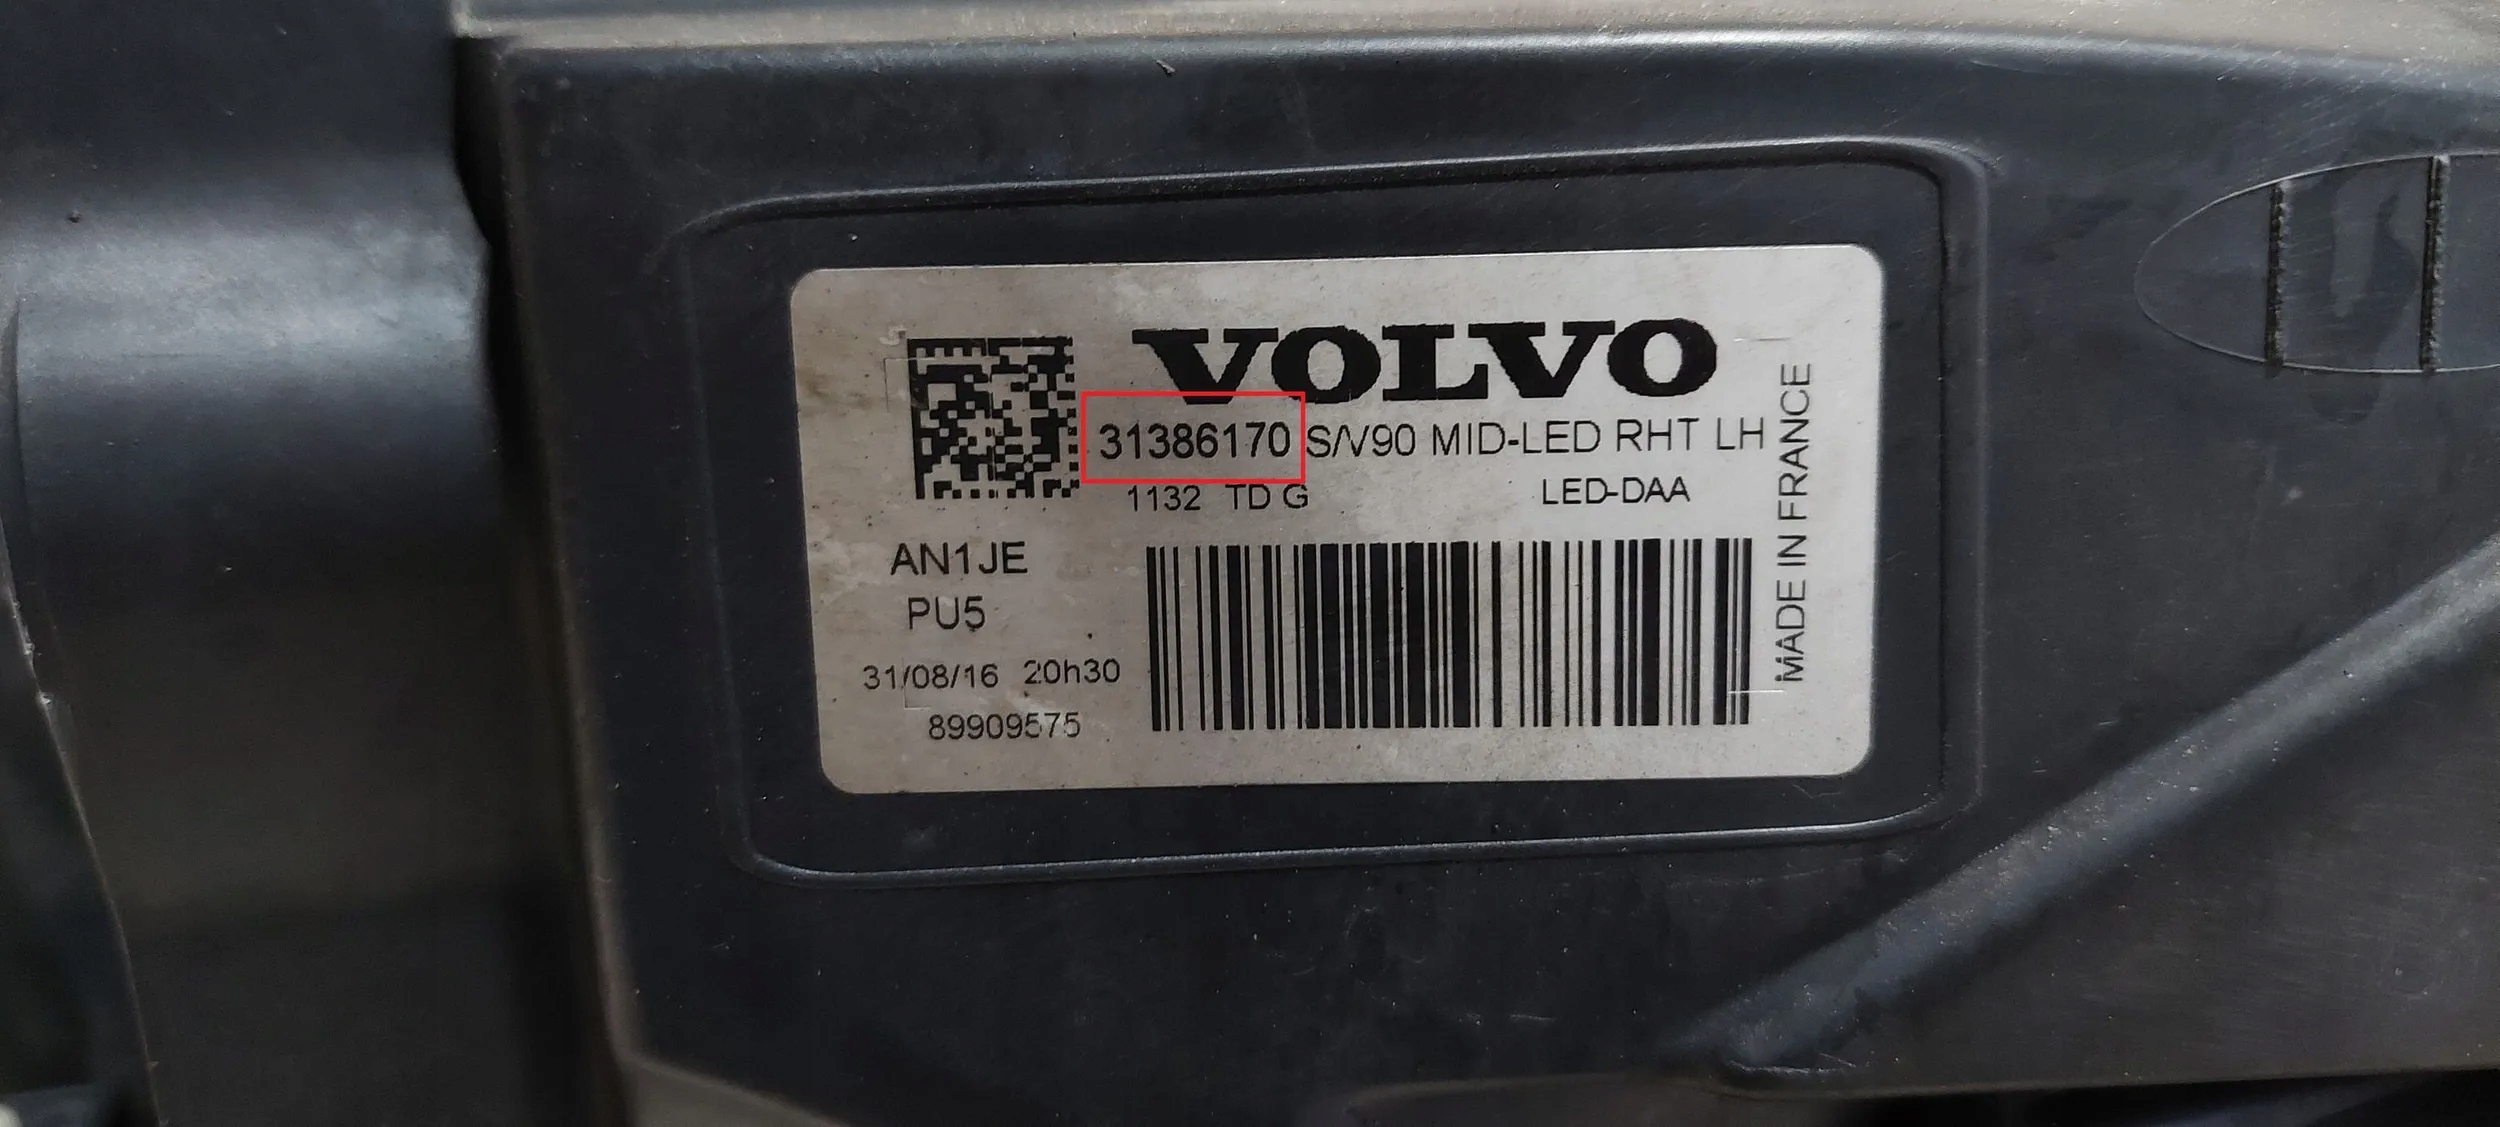 VOLVO
31386170 S/V90 MID-LED RHT LH
1132 TD G LED-DAA
AN1JE
PU5
31/08/16 20h30
89909575
MADE IN FRANCE